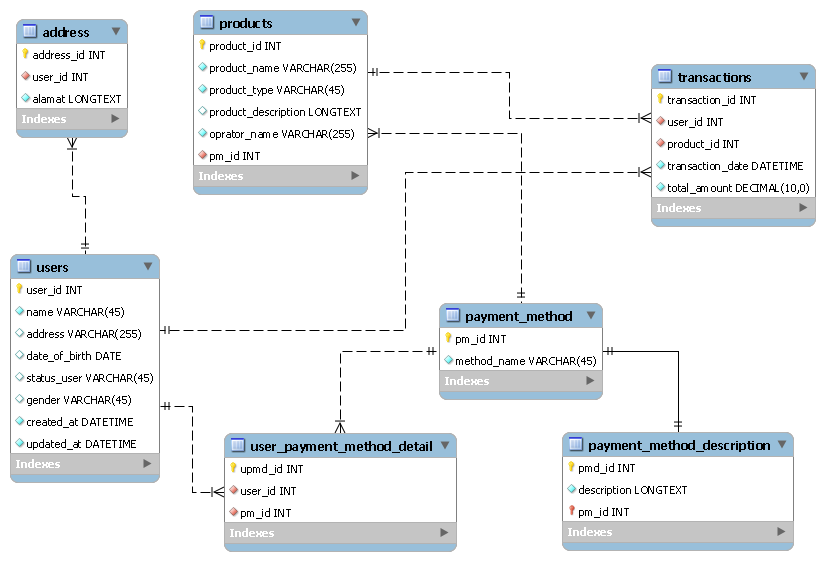 address
address_id INT
user_id INT
alamat LONGTEXT
Indexes
products
product_id INT
product_name VARCHAR(255)
product_type VARCHAR(45)
product_description LONGTEXT
oprator_name VARCHAR(255)
pm_id INT
Indexes
transactions
transaction_id INT
user_id INT
product_id INT
transaction_date DATETIME
total_amount DECIMAL(10,0)
Indexes
users
user_id INT
name VARCHAR(45)
address VARCHAR(255)
date_of_birth DATE
status_user VARCHAR(45)
gender VARCHAR(45)
created_at DATETIME
updated_at DATETIME
Indexes
payment_method
pm_id INT
method_name VARCHAR(45)
Indexes
user_payment_method_detail
upmd_id INT
user_id INT
pm_id INT
Indexes
payment_method_description
pmd_id INT
description LONGTEXT
pm_id INT
Indexes